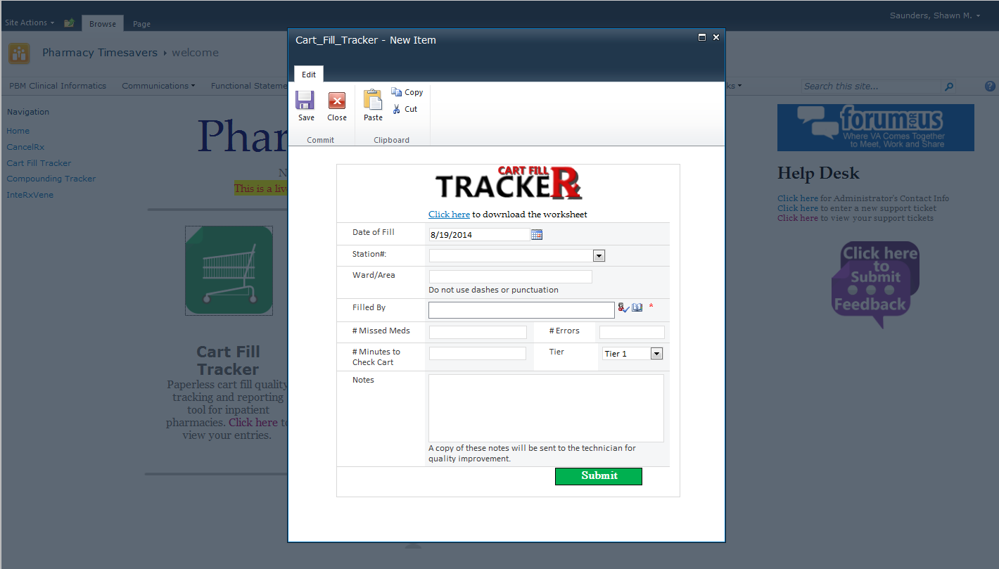 Site Actions
Browse
Page
Saunders, Shawn M.
Pharmacy Timesavers
welcome
PBM Clinical Informatics
Communications
Functional Stateme
Search this site...
Navigation
Home
CancelRx
Cart Fill Tracker
Compounding Tracker
InteRxVene
Phar
N
This is a liv
Cart Fill
Tracker
Paperless cart fill quality
tracking and reporting
tool for inpatient
pharmacies. Click here to
view your entries.
Cart_Fill_Tracker - New Item
Edit
Save
Close
Paste
Copy
Cut
Commit
Clipboard
CART FILL
TRACKER
Click here to download the worksheet
Date of Fill
8/19/2014
Station#:
Ward/Area
Do not use dashes or punctuation
Filled By
*
# Missed Meds
# Errors
# Minutes to
Check Cart
Tier
Tier 1
Notes
A copy of these notes will be sent to the technician for
quality improvement.
Submit
forum FOR us
Where VA Comes Together
to Meet, Work and Share
Help Desk
Click here for Administrator's Contact Info
Click here to enter a new support ticket
Click here to view your support tickets
Click here
to
Submit
Feedback